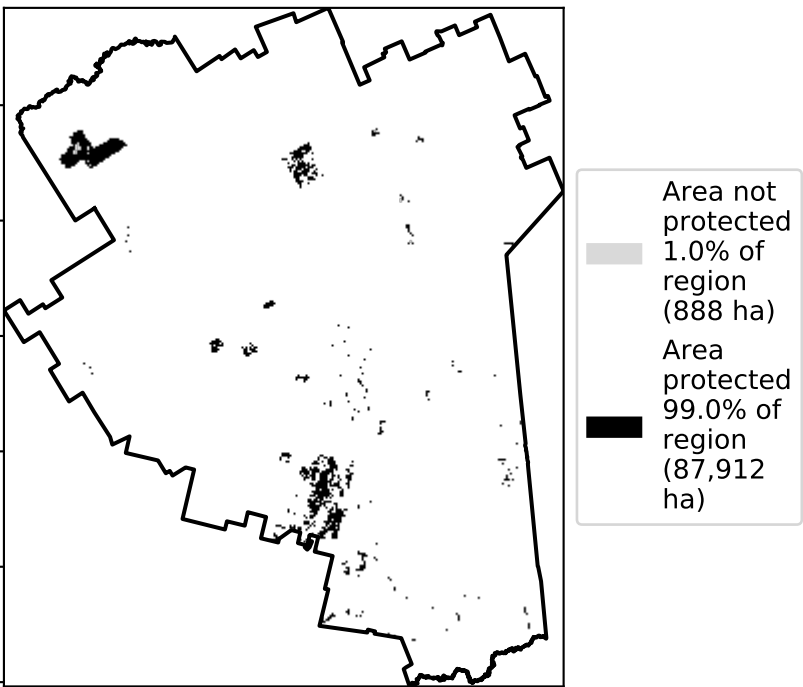 Area not
protected
1.0% of
region
(888 ha)
Area
protected
99.0% of
region
(87,912
ha)